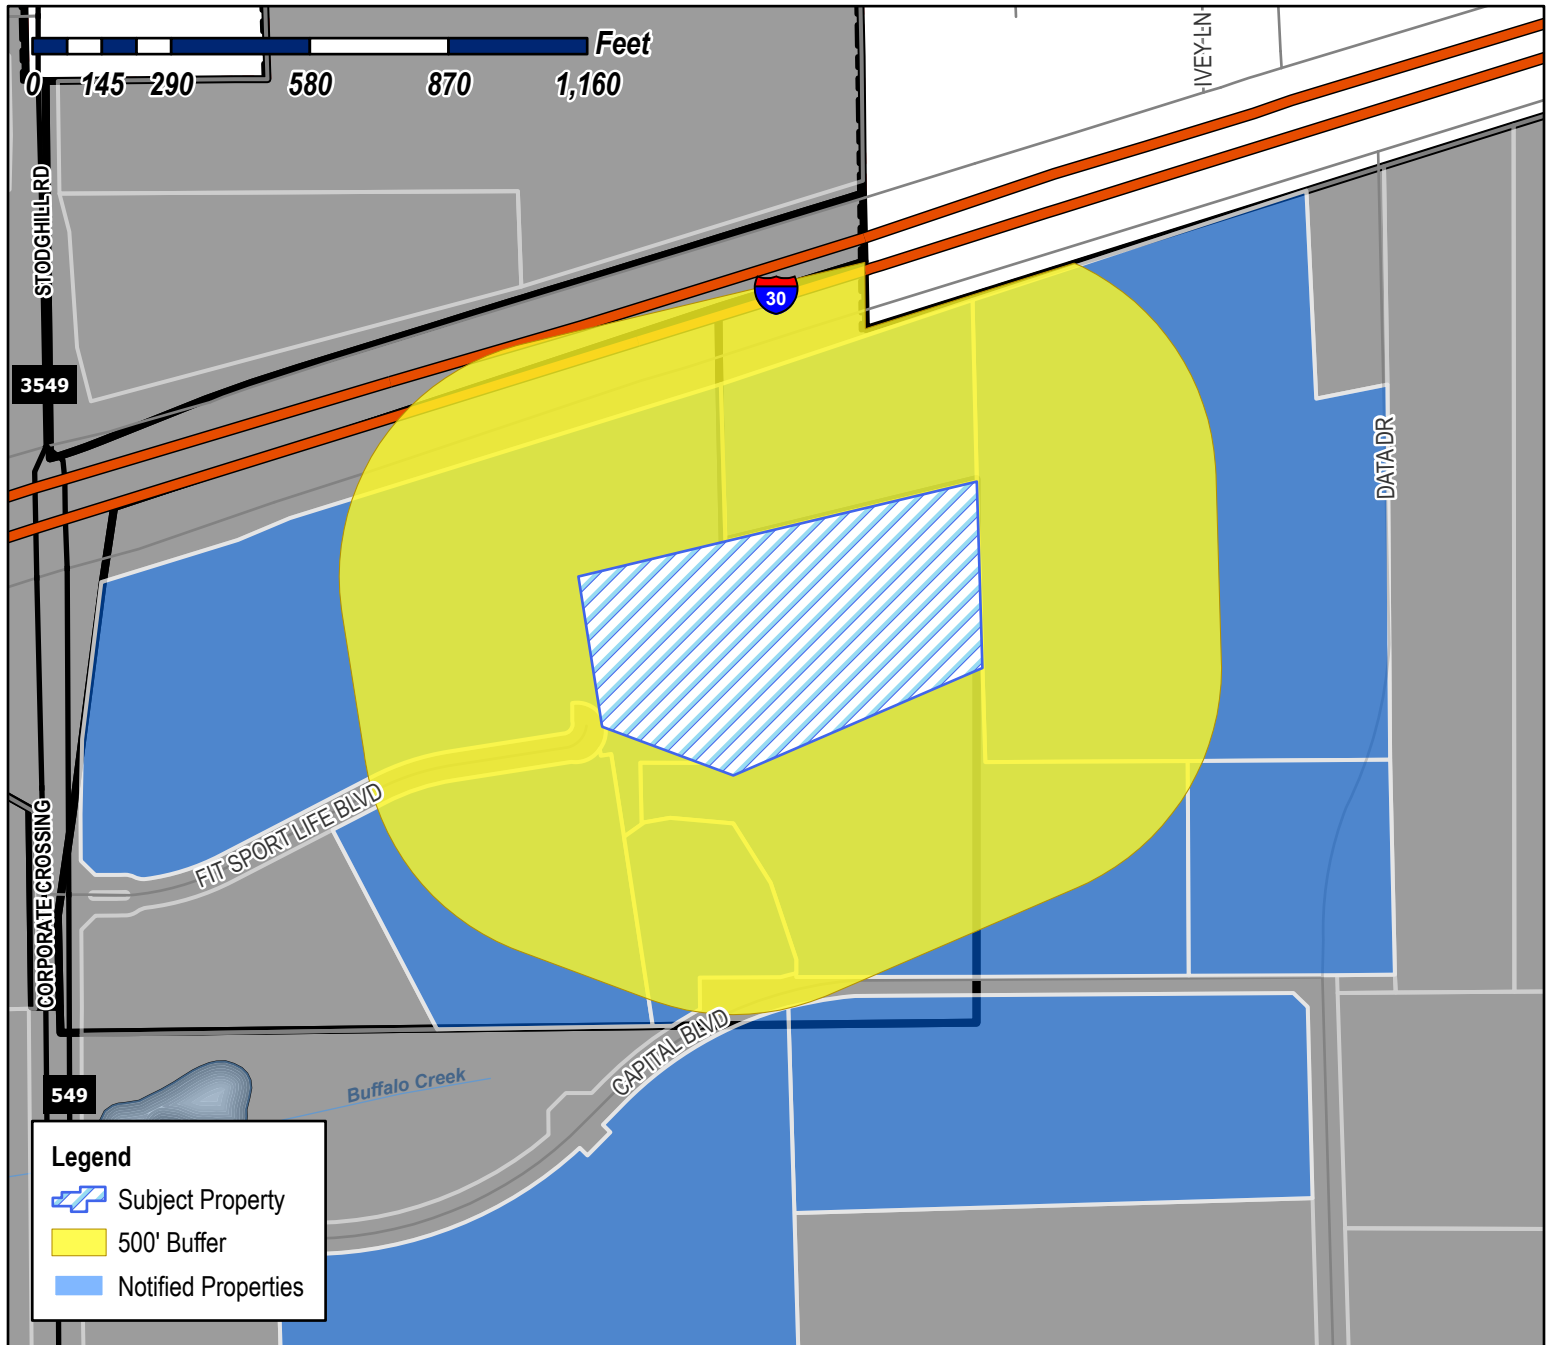 Feet
0 145 290 580 870 1,160
IVEY LN
STODGHILL RD
30
3549
DATA DR
FIT SPORT LIFE BLVD
CORPORATE CROSSING
CAPITAL BLVD
Buffalo Creek
549
Legend
Subject Property
500' Buffer
Notified Properties